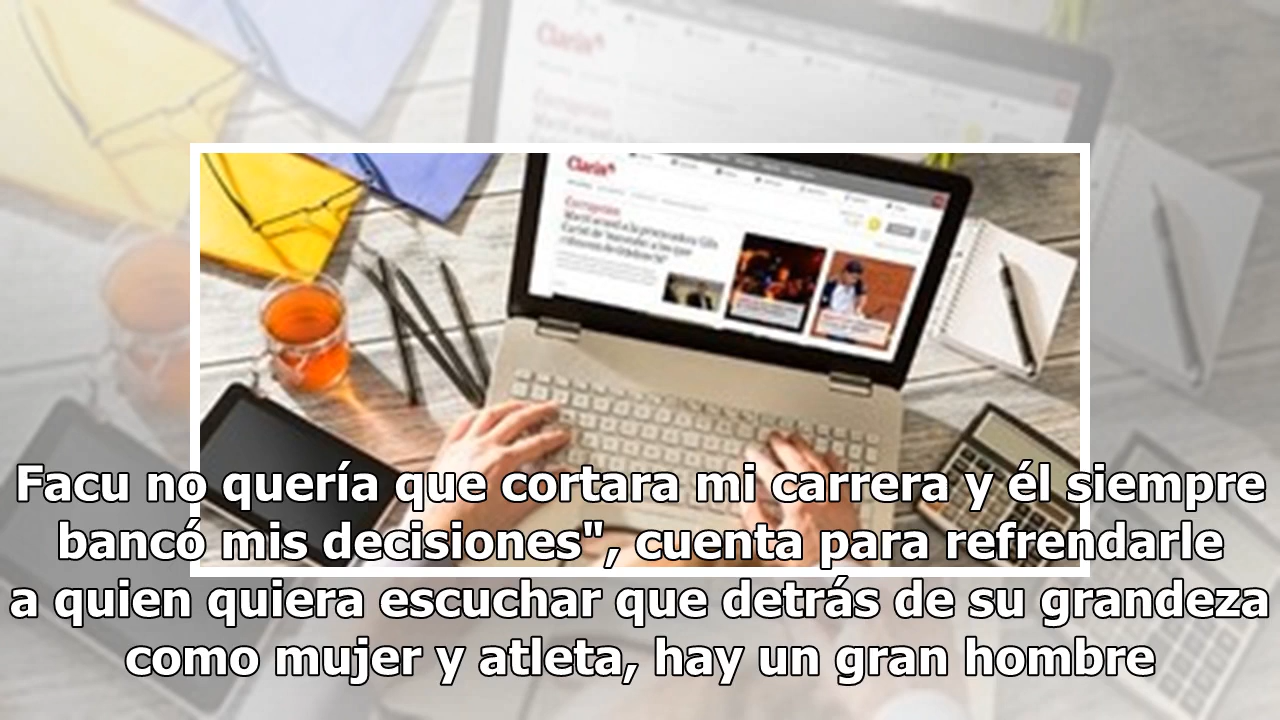 Clarín
Facu no quería que cortara mi carrera y él siempre
bancó mis decisiones", cuenta para refrendarle
a quien quiera escuchar que detrás de su grandeza
como mujer y atleta, hay un gran hombre